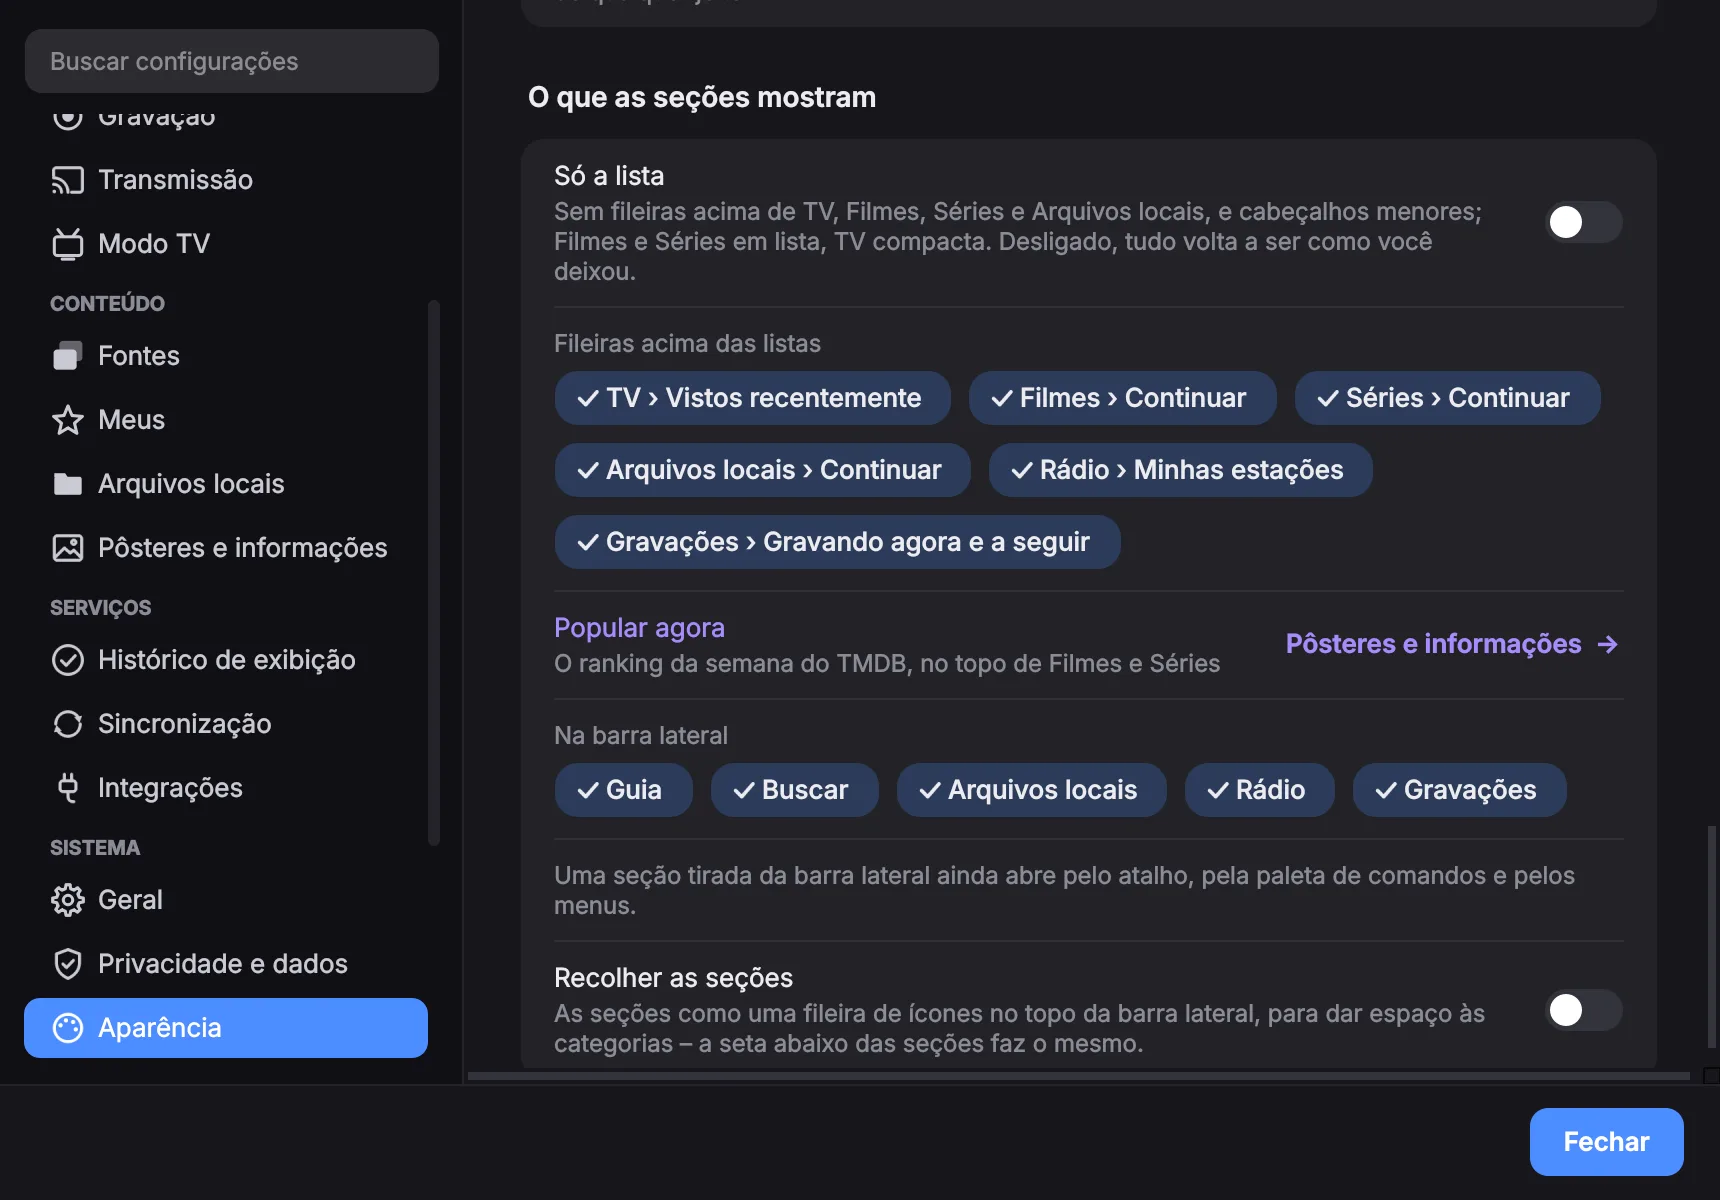 Buscar configurações
Gravação
Transmissão
Modo TV
CONTEÚDO
Fontes
Meus
Arquivos locais
Pôsteres e informações
SERVIÇOS
Histórico de exibição
Sincronização
Integrações
SISTEMA
Geral
Privacidade e dados
Aparência
O que as seções mostram
Só a lista
Sem fileiras acima de TV, Filmes, Séries e Arquivos locais, e cabeçalhos menores;
Filmes e Séries em lista, TV compacta. Desligado, tudo volta a ser como você
deixou.
Fileiras acima das listas
✓ TV › Vistos recentemente ✓ Filmes › Continuar ✓ Séries › Continuar
✓ Arquivos locais › Continuar ✓ Rádio › Minhas estações
✓ Gravações › Gravando agora e a seguir
Popular agora
O ranking da semana do TMDB, no topo de Filmes e Séries
Pôsteres e informações →
Na barra lateral
✓ Guia ✓ Buscar ✓ Arquivos locais ✓ Rádio ✓ Gravações
Uma seção tirada da barra lateral ainda abre pelo atalho, pela paleta de comandos e pelos
menus.
Recolher as seções
As seções como uma fileira de ícones no topo da barra lateral, para dar espaço às
categorias – a seta abaixo das seções faz o mesmo.
Fechar